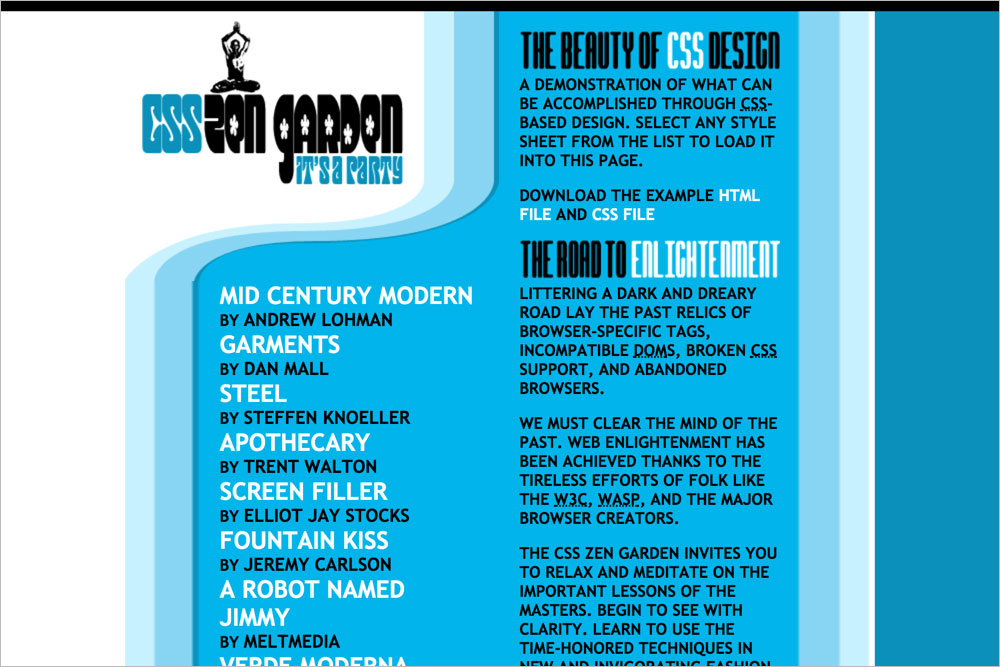 CSS ZEN GARDEN
IT'S A PARTY
MID CENTURY MODERN
BY ANDREW LOHMAN
GARMENTS
BY DAN MALL
STEEL
BY STEFFEN KNOELLER
APOTHECARY
BY TRENT WALTON
SCREEN FILLER
BY ELLIOT JAY STOCKS
FOUNTAIN KISS
BY JEREMY CARLSON
A ROBOT NAMED
JIMMY
BY MELTMEDIA
VERDE MODERNA
THE BEAUTY OF CSS DESIGN
A DEMONSTRATION OF WHAT CAN
BE ACCOMPLISHED THROUGH CSS-
BASED DESIGN. SELECT ANY STYLE
SHEET FROM THE LIST TO LOAD IT
INTO THIS PAGE.
DOWNLOAD THE EXAMPLE HTML
FILE AND CSS FILE
THE ROAD TO ENLIGHTENMENT
LITTERING A DARK AND DREARY
ROAD LAY THE PAST RELICS OF
BROWSER-SPECIFIC TAGS,
INCOMPATIBLE DOMS, BROKEN CSS
SUPPORT, AND ABANDONED
BROWSERS.
WE MUST CLEAR THE MIND OF THE
PAST. WEB ENLIGHTENMENT HAS
BEEN ACHIEVED THANKS TO THE
TIRELESS EFFORTS OF FOLK LIKE
THE W3C, WASP, AND THE MAJOR
BROWSER CREATORS.
THE CSS ZEN GARDEN INVITES YOU
TO RELAX AND MEDITATE ON THE
IMPORTANT LESSONS OF THE
MASTERS. BEGIN TO SEE WITH
CLARITY. LEARN TO USE THE
TIME-HONORED TECHNIQUES IN
NEW AND INVIGORATING FASHION